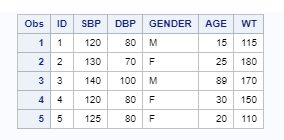 Obs ID SBP DBP GENDER AGE WT
1 1 120 80 M 15 115
2 2 130 70 F 25 180
3 3 140 100 M 89 170
4 4 120 80 F 30 150
5 5 125 80 F 20 110